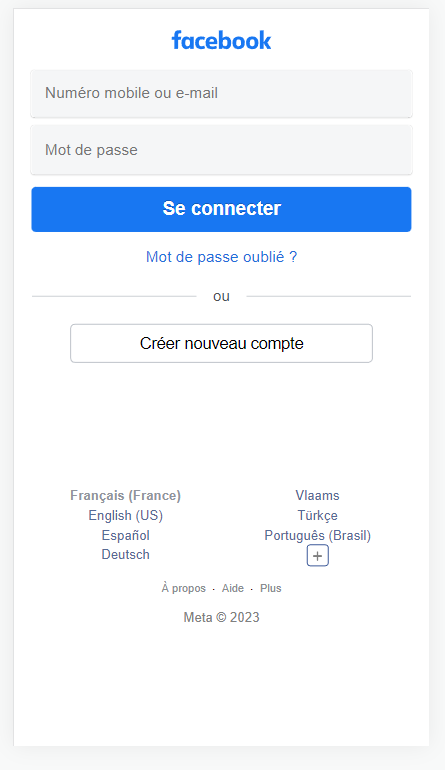 facebook
Numéro mobile ou e-mail
Mot de passe
Se connecter
Mot de passe oublié ?
ou
Créer nouveau compte
Français (France)
Vlaams
English (US)
Türkçe
Español
Português (Brasil)
Deutsch
+
À propos · Aide · Plus
Meta © 2023